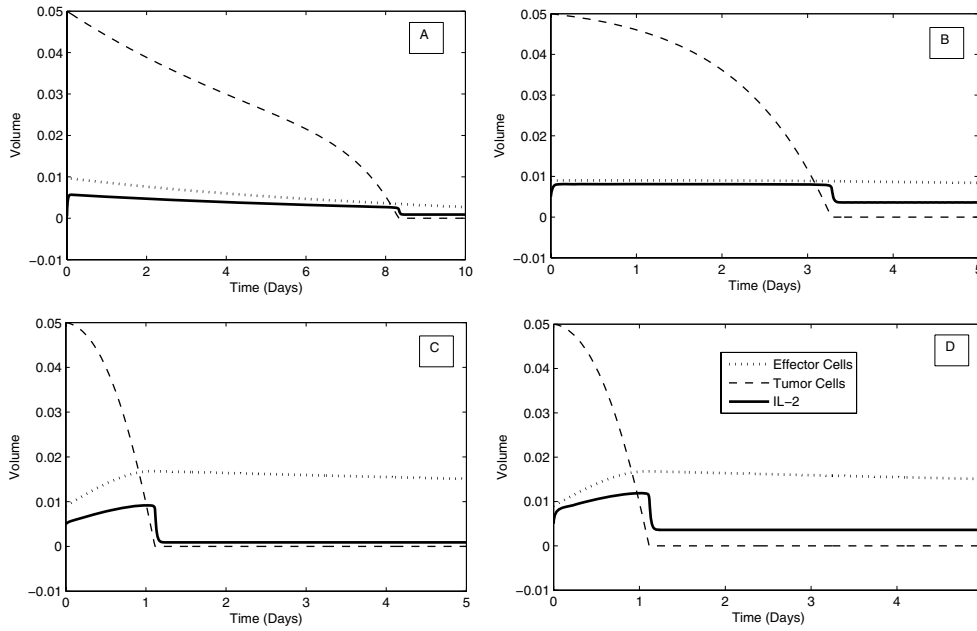 A
0.05
0.04
0.03
0.02
0.01
0
−0.01
Volume
0 2 4 6 8 10
Time (Days)
B
0.05
0.04
0.03
0.02
0.01
0
−0.01
Volume
0 1 2 3 4 5
Time (Days)
C
0.05
0.04
0.03
0.02
0.01
0
−0.01
Volume
0 1 2 3 4 5
Time (Days)
D
0.05
0.04
0.03
0.02
0.01
0
−0.01
Volume
Effector Cells
Tumor Cells
IL−2
0 1 2 3 4
Time (Days)